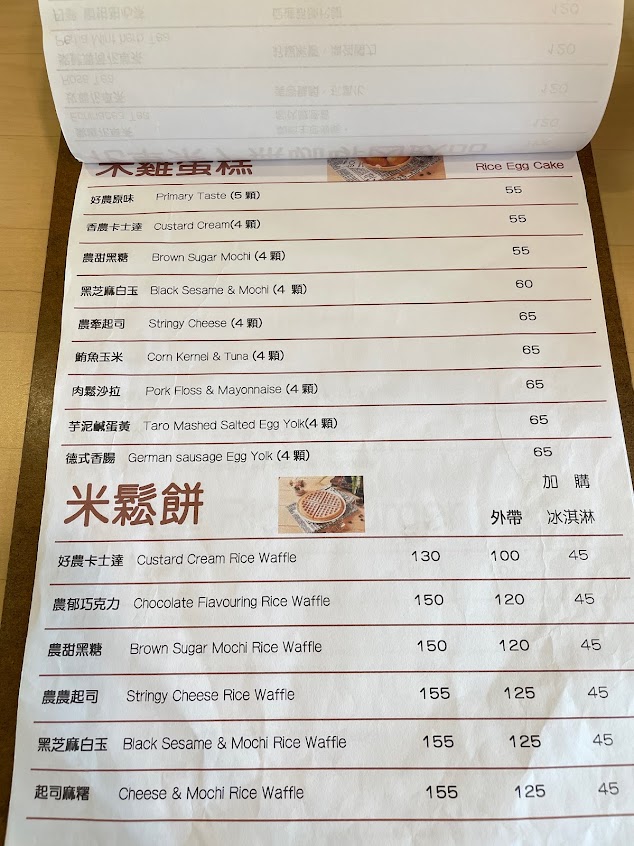 米雞蛋糕 Rice Egg Cake
好農原味 Primary Taste (5 顆) 55
香農卡士達 Custard Cream(4 顆) 55
農甜黑糖 Brown Sugar Mochi (4 顆) 55
黑芝麻白玉 Black Sesame & Mochi (4 顆) 60
農牽起司 Stringy Cheese (4 顆) 65
鮪魚玉米 Corn Kernei & Tuna (4 顆) 65
肉鬆沙拉 Pork Floss & Mayonnaise (4 顆) 65
芋泥鹹蛋黃 Taro Mashed Salted Egg Yolk(4 顆) 65
德式香腸 German sausage Egg Yolk (4 顆) 65
米鬆餅 加 購
外帶 冰淇淋
好農卡士達 Custard Cream Rice Waffle 130 100 45
農郁巧克力 Chocolate Flavouring Rice Waffle 150 120 45
農甜黑糖 Brown Sugar Mochi Rice Waffle 150 120 45
農農起司 Stringy Cheese Rice Waffle 155 125 45
黑芝麻白玉 Black Sesame & Mochi Rice Waffle 155 125 45
起司麻糬 Cheese & Mochi Rice Waffle 155 125 45